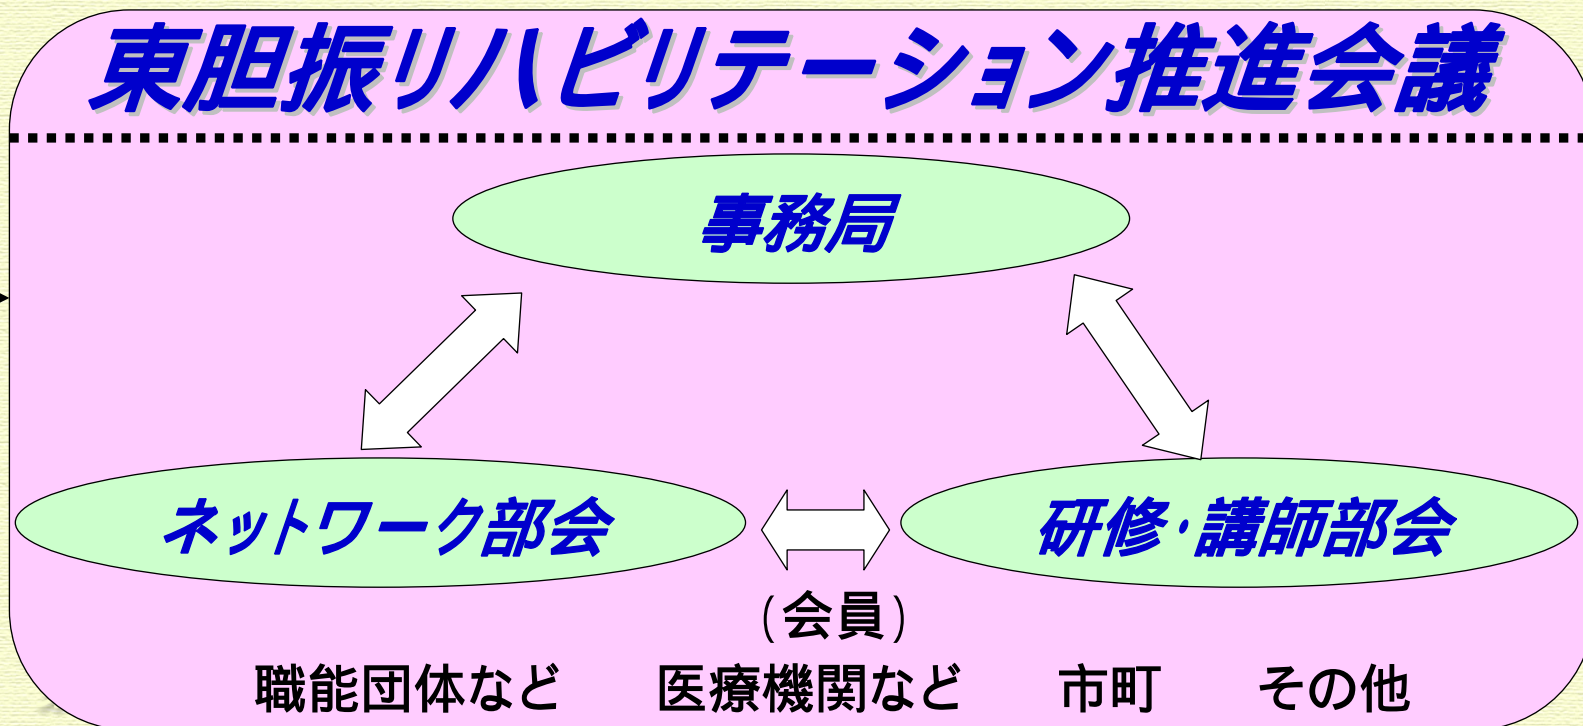 東胆振リハビリテーション推進会議
事務局
ネットワーク部会
研修・講師部会
(会員)
職能団体など 医療機関など 市町 その他